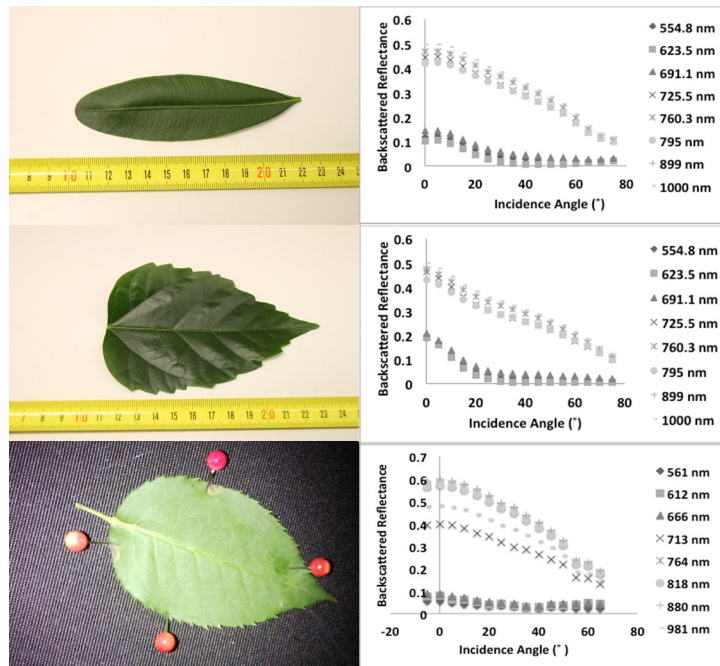 0.6
0.5
0.4
0.3
0.2
0.1
0
0 20 40 60 80
Backscattered Reflectance
Incidence Angle (˚)
554.8 nm
623.5 nm
691.1 nm
725.5 nm
760.3 nm
795 nm
899 nm
1000 nm
8 9 10 11 12 13 14 15 16 17 18 19 20 21 22 23 24
0.6
0.5
0.4
0.3
0.2
0.1
0
0 20 40 60 80
Backscattered Reflectance
Incidence Angle (˚)
554.8 nm
623.5 nm
691.1 nm
725.5 nm
760.3 nm
795 nm
899 nm
1000 nm
7 8 9 10 11 12 13 14 15 16 17 18 19 20 21 22 23 24
0.7
0.6
0.5
0.4
0.3
0.2
0.1
0
-20 0 20 40 60 80
Backscattered Reflectance
Incidence Angle (˚)
561 nm
612 nm
666 nm
713 nm
764 nm
818 nm
880 nm
981 nm